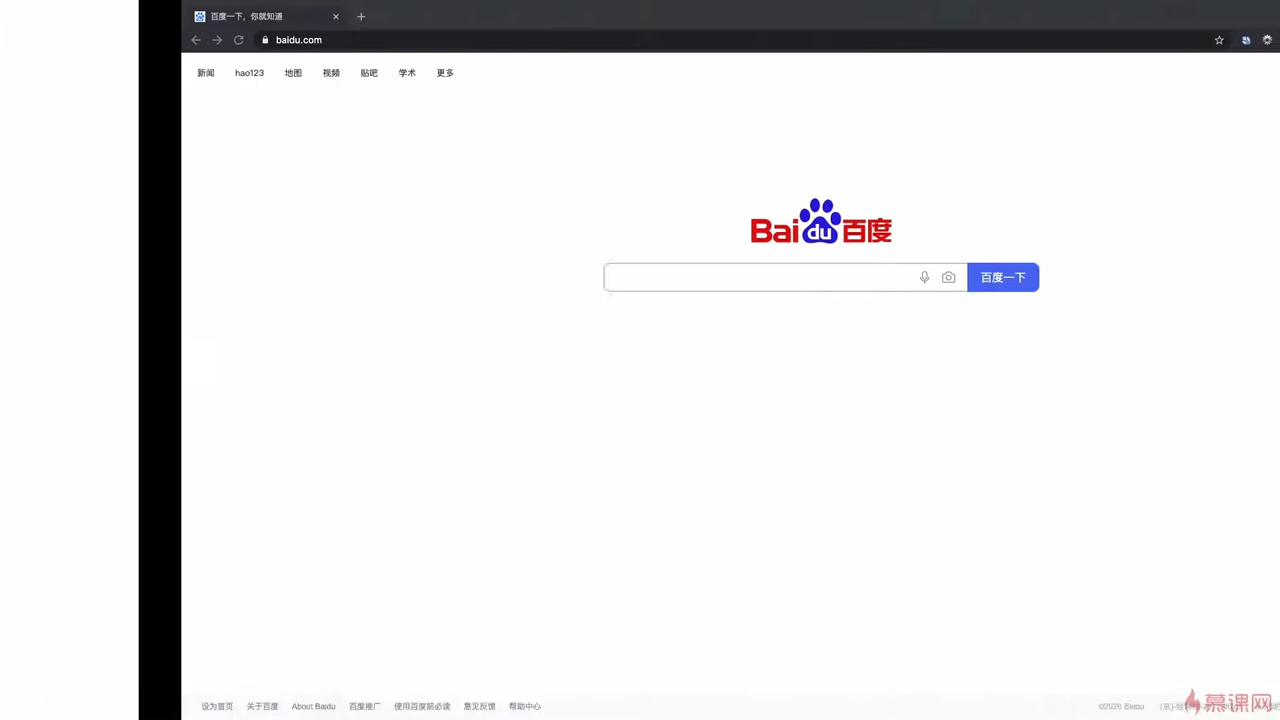 百度一下，你就知道
baidu.com
新闻 hao123 地图 视频 贴吧 学术 更多
Bai du 百度
百度一下
设为首页 关于百度 About Baidu 百度推广 使用百度前必读 意见反馈 帮助中心 Baidu
慕课网